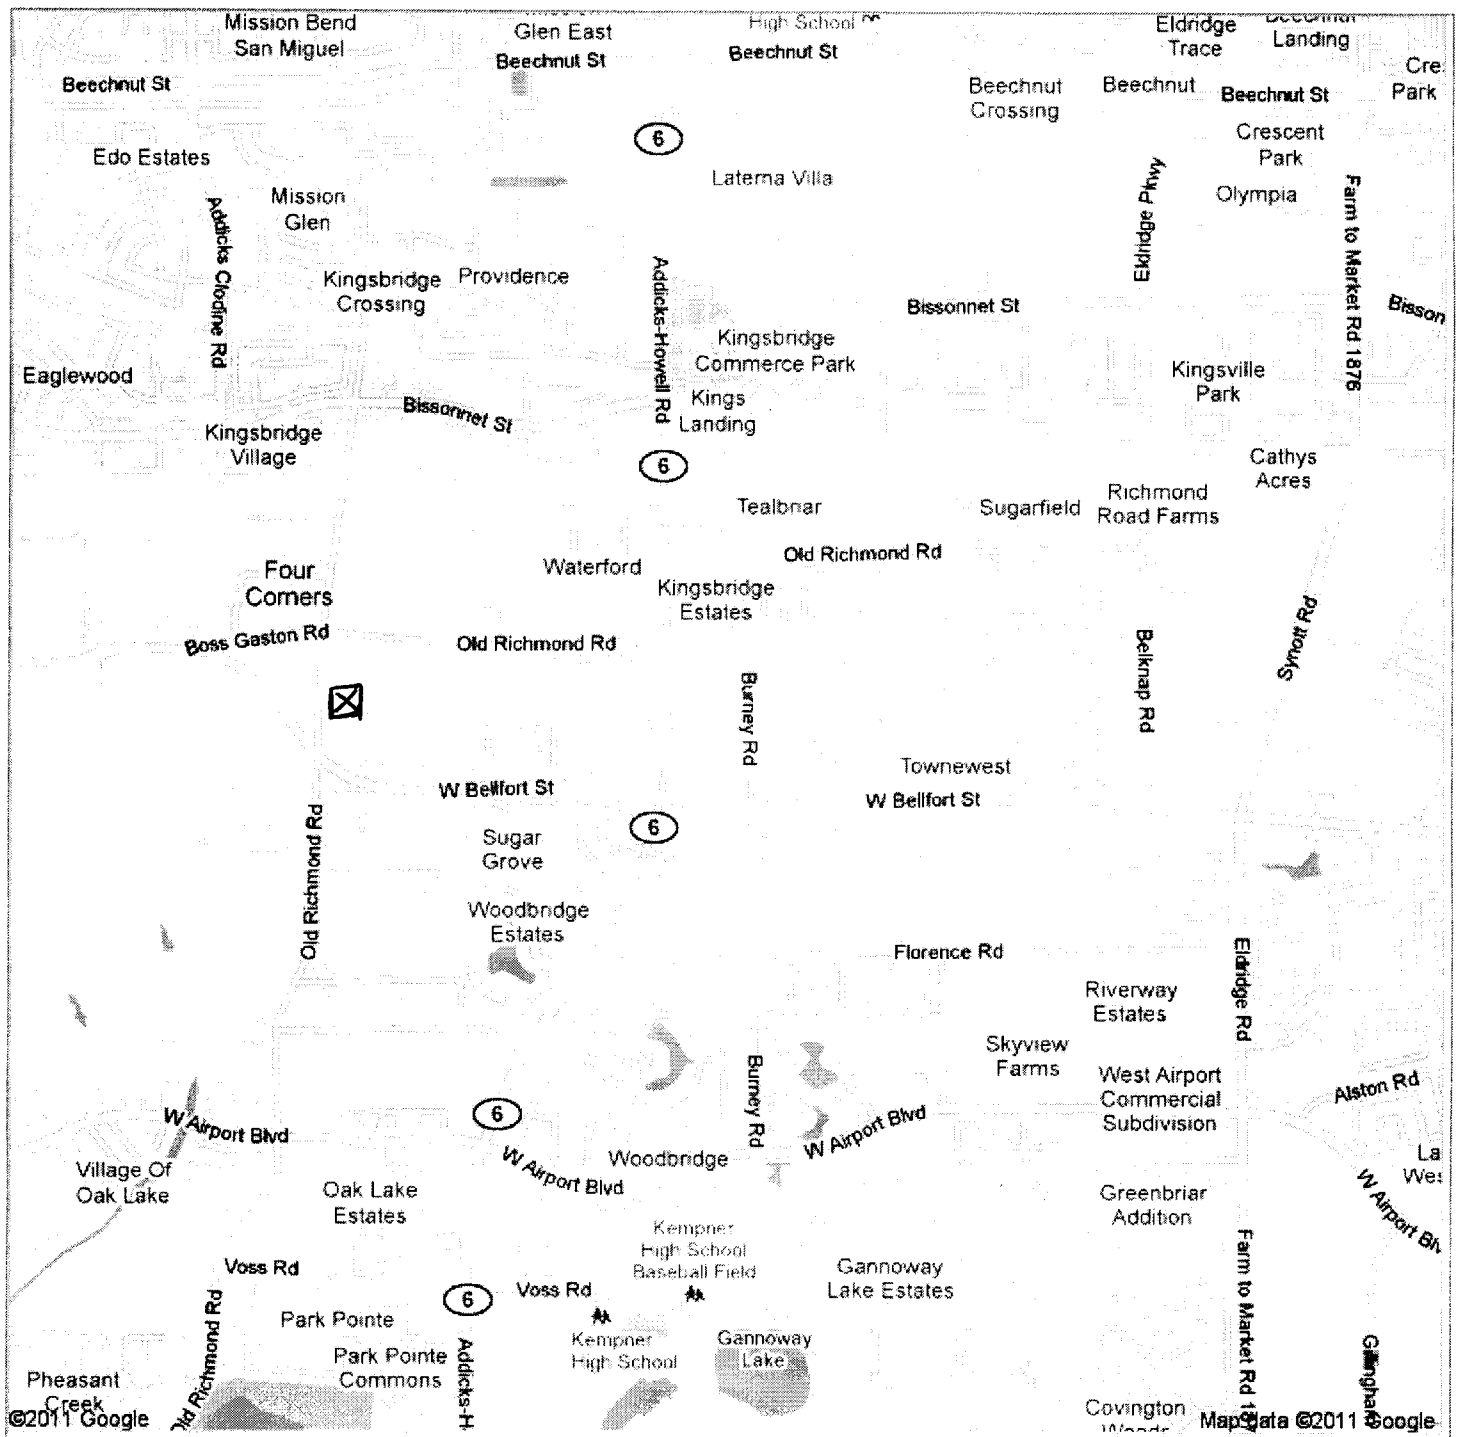 Mission Bend
San Miguel
Glen East
High School
Eldridge
Trace
Landing
Beechnut St
Beechnut St
Beechnut St
Beechnut
Crossing
Beechnut
Beechnut St
Park
Crescent
Park
6
Edo Estates
Mission
Glen
Laterna Villa
Olympia
Addicks Clodine Rd
Eldridge Pkwy
Farm to Market Rd 1876
Kingsbridge
Crossing
Providence
Addicks-Howell Rd
Bissonnet St
Bisson
Kingsbridge
Commerce Park
Kingsville
Park
Eaglewood
Bissonnet St
Kings
Landing
Kingsbridge
Village
6
Cathys
Acres
Tealbriar
Sugarfield
Richmond
Road Farms
Four
Corners
Waterford
Old Richmond Rd
Kingsbridge
Estates
Boss Gaston Rd
Old Richmond Rd
Burney Rd
Belknap Rd
Synott Rd
Townewest
W Bellfort St
W Bellfort St
Old Richmond Rd
Sugar
Grove
6
Woodbridge
Estates
Florence Rd
Eldridge Rd
Riverway
Estates
Skyview
Farms
Burney Rd
West Airport
Commercial
Subdivision
Alston Rd
W Airport Blvd
6
W Airport Blvd
W Airport Blvd
Woodbridge
Village Of
Oak Lake
Oak Lake
Estates
Greenbriar
Addition
La
Wes
W Airport Blv
Kempner
High School
Baseball Field
Gannoway
Lake Estates
Farm to Market Rd 18
Voss Rd
6
Voss Rd
Old Richmond Rd
Park Pointe
Kempner
High School
Gannoway
Lake
Park Pointe
Commons
Addicks-H
Gillingham
Pheasant
Creek
Covington
Woods
©2011 Google
Map data ©2011 Google